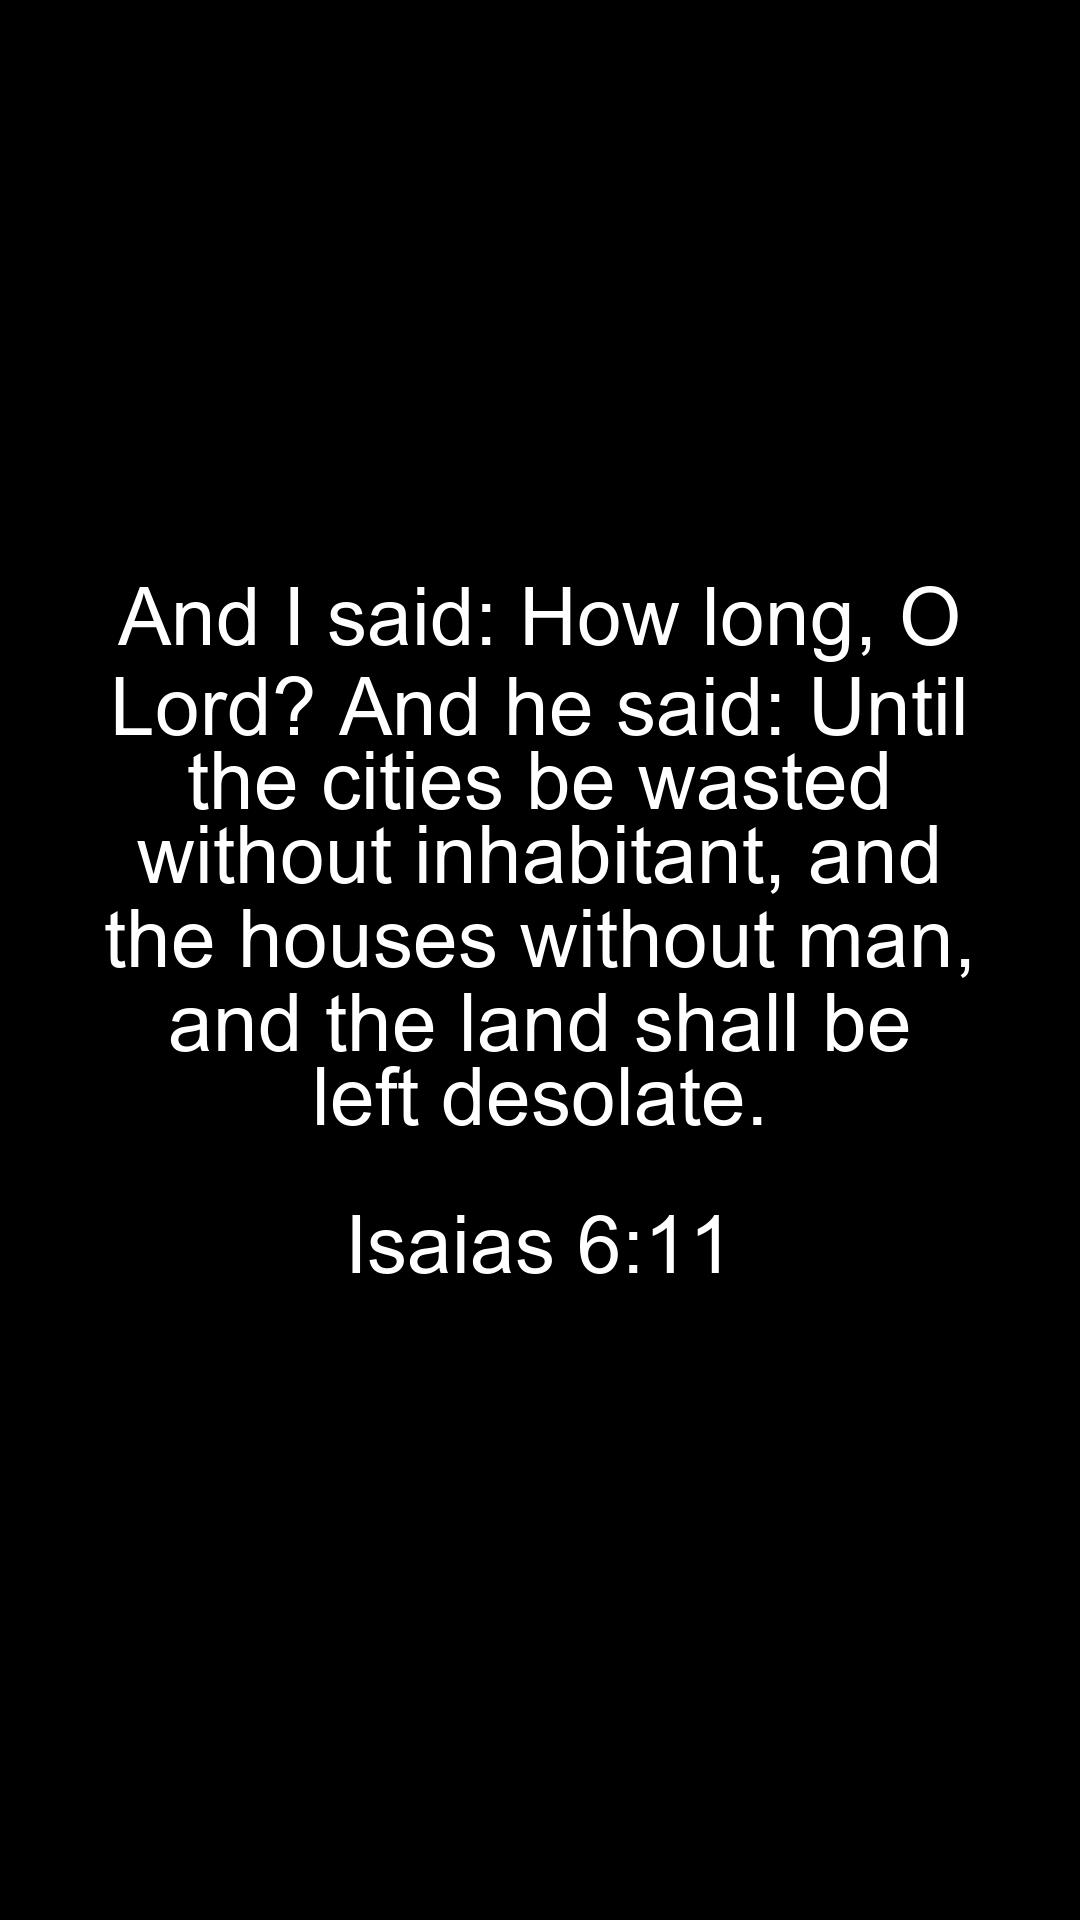 And I said: How long, O
Lord? And he said: Until
the cities be wasted
without inhabitant, and
the houses without man,
and the land shall be
left desolate.
Isaias 6:11